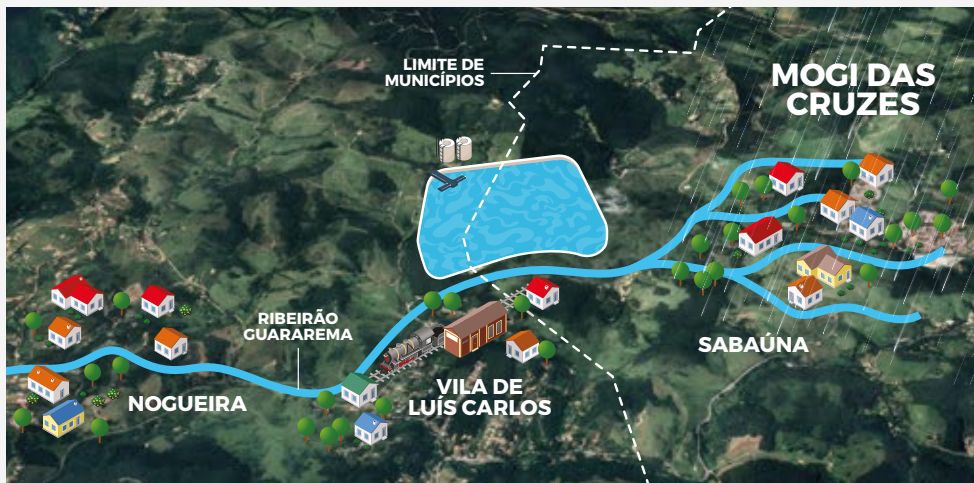 LIMITE DE
MUNICÍPIOS
MOGI DAS
CRUZES
RIBEIRÃO
GUARAREMA
SABAÚNA
NOGUEIRA
VILA DE
LUÍS CARLOS